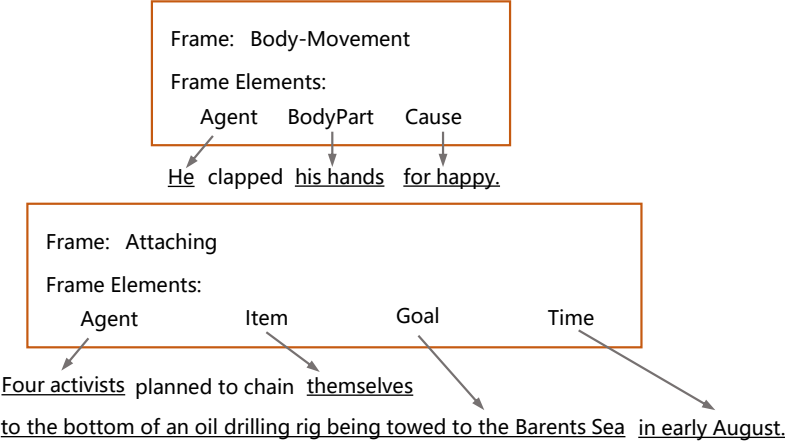 Frame: Body-Movement
Frame Elements:
Agent BodyPart Cause
He clapped his hands for happy.
Frame: Attaching
Frame Elements:
Agent Item Goal Time
Four activists planned to chain themselves
to the bottom of an oil drilling rig being towed to the Barents Sea in early August.